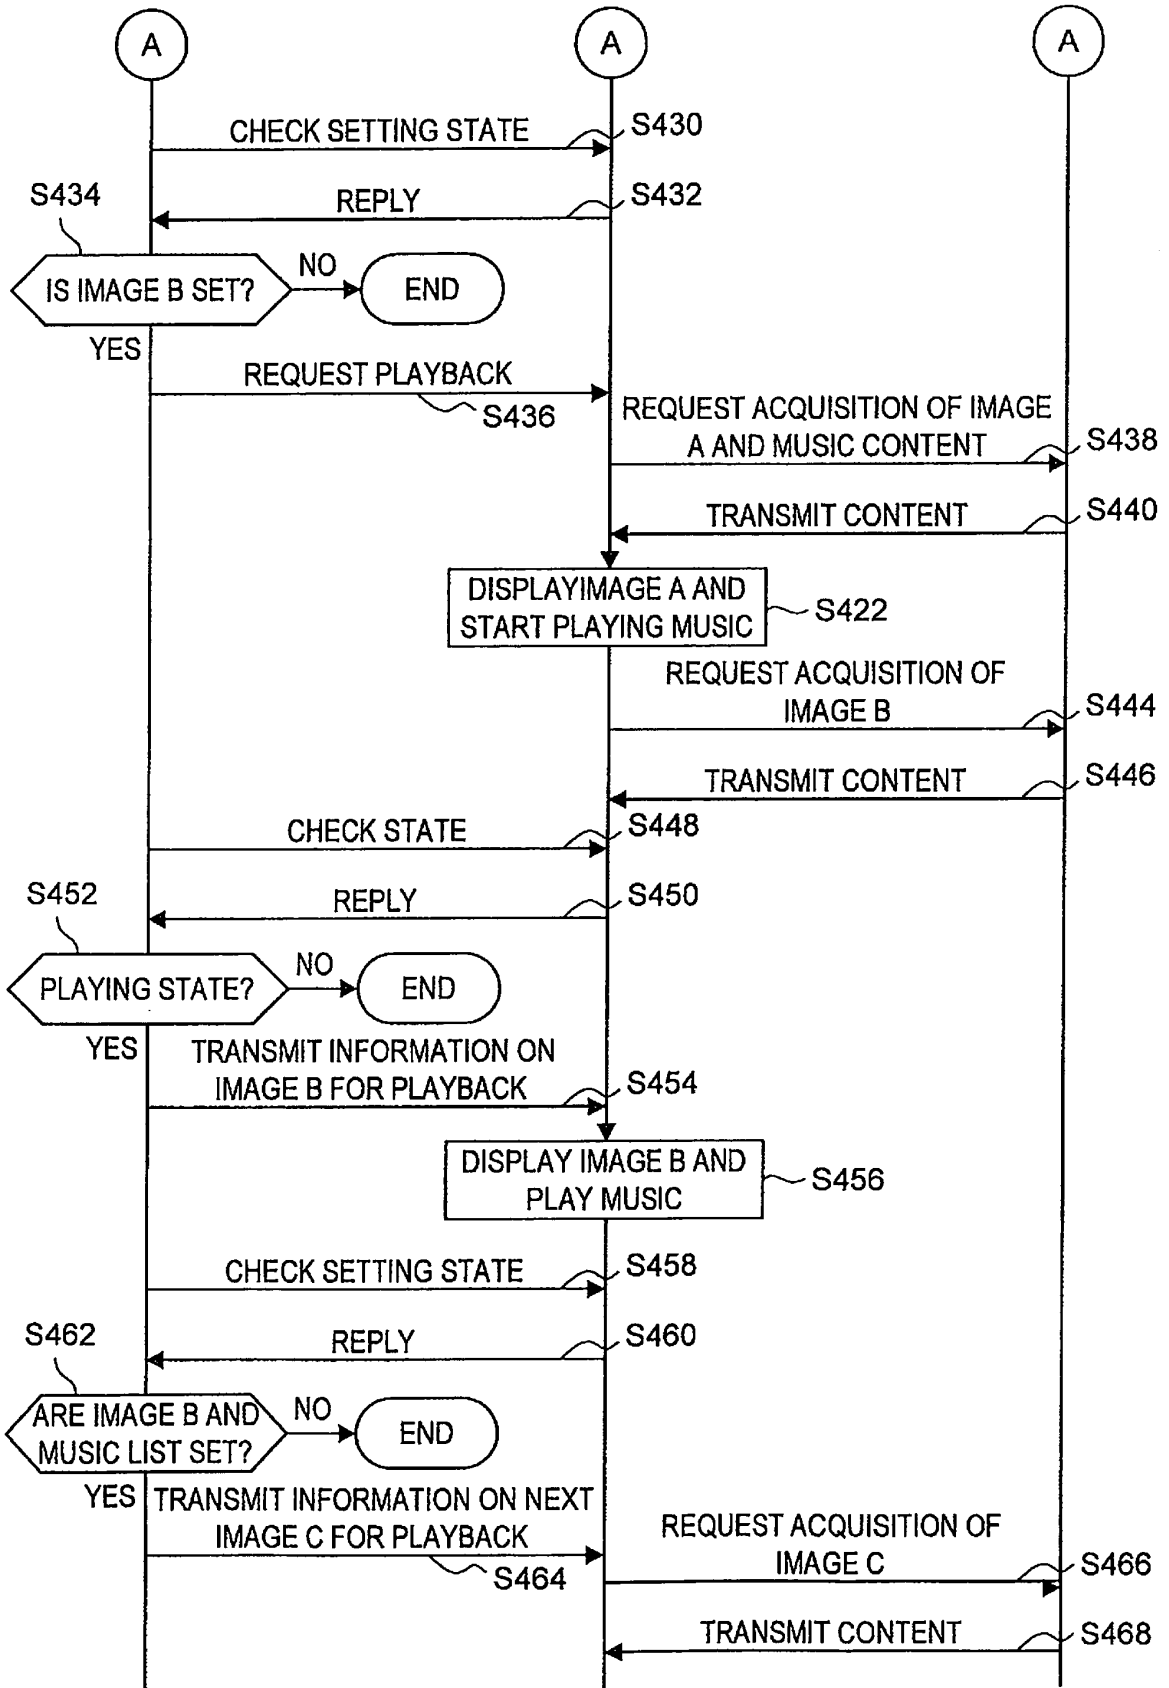 A
A
A
CHECK SETTING STATE
S430
REPLY
S432
S434
IS IMAGE B SET?
NO
END
YES
REQUEST PLAYBACK
S436
REQUEST ACQUISITION OF IMAGE
A AND MUSIC CONTENT
S438
TRANSMIT CONTENT
S440
DISPLAYIMAGE A AND
START PLAYING MUSIC
S422
REQUEST ACQUISITION OF
IMAGE B
S444
TRANSMIT CONTENT
S446
CHECK STATE
S448
REPLY
S450
S452
PLAYING STATE?
NO
END
YES
TRANSMIT INFORMATION ON
IMAGE B FOR PLAYBACK
S454
DISPLAY IMAGE B AND
PLAY MUSIC
S456
CHECK SETTING STATE
S458
REPLY
S460
S462
ARE IMAGE B AND
MUSIC LIST SET?
NO
END
YES
TRANSMIT INFORMATION ON NEXT
IMAGE C FOR PLAYBACK
S464
REQUEST ACQUISITION OF
IMAGE C
S466
TRANSMIT CONTENT
S468